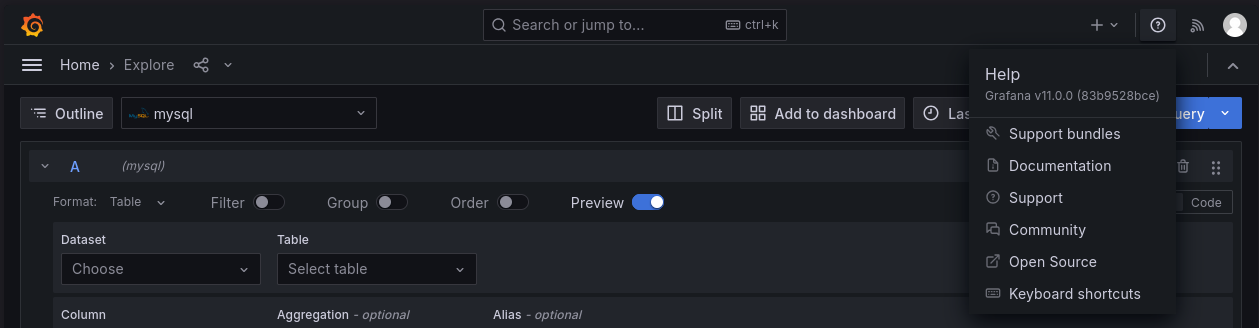 Search or jump to... ctrl+k
Home › Explore
Help
Grafana v11.0.0 (83b9528bce)
Outline mysql Split Add to dashboard
Support bundles
A (mysql)
Documentation
Format: Table Filter Group Order Preview Code
Support
Community
Dataset Table
Choose Select table
Open Source
Keyboard shortcuts
Column Aggregation - optional Alias - optional